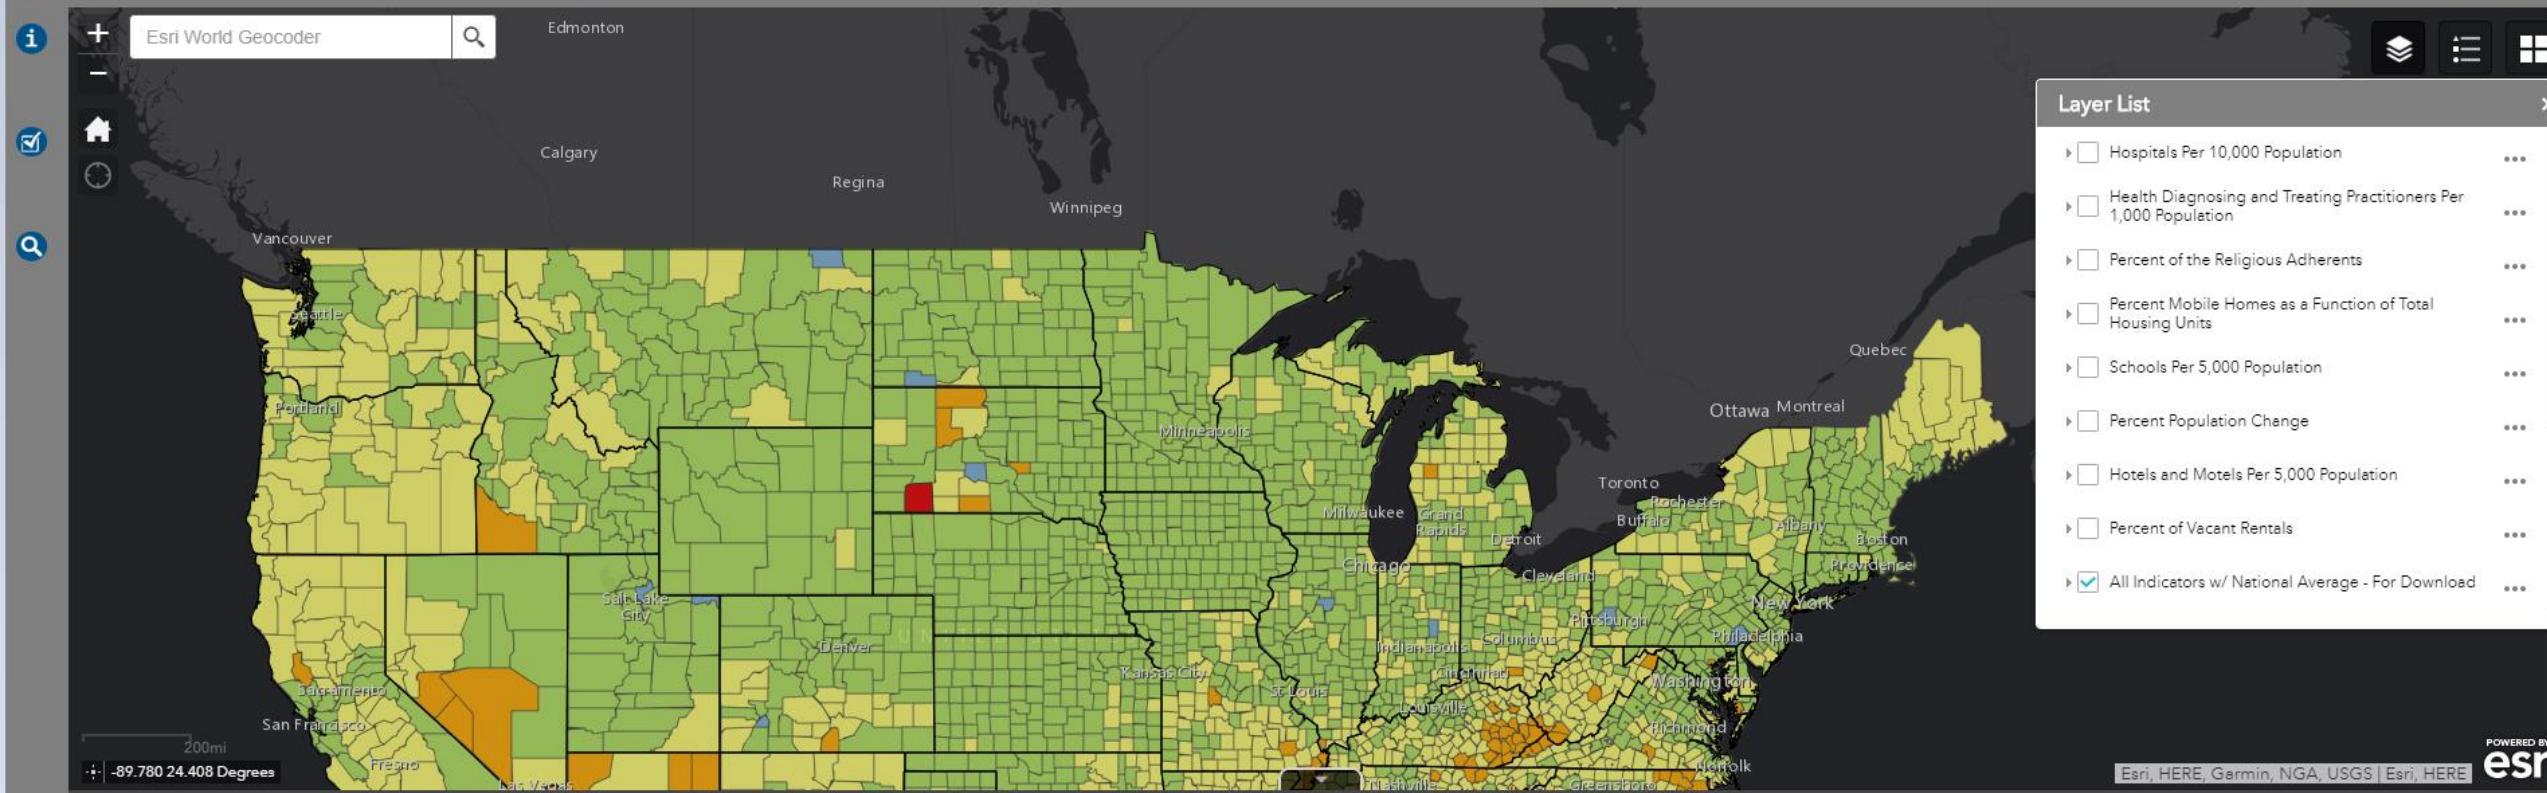 Esri World Geocoder
Edmonton
Calgary
Regina
Winnipeg
Vancouver
Seattle
Portland
Minneapolis
Quebec
Ottawa
Montreal
Toronto
Rochester
Buffalo
Albany
Boston
Providence
Milwaukee
Grand
Rapids
Detroit
Chicago
Cleveland
New York
Salt Lake
City
Pittsburgh
Philadelphia
Denver
Indianapolis
Columbus
Kansas City
Cincinnati
Washington
St Louis
Sacramento
San Francisco
Louisville
Richmond
Fresno
Las Vegas
Nashville
Greensboro
Norfolk
200mi
-89.780 24.408 Degrees
Layer List
Hospitals Per 10,000 Population
Health Diagnosing and Treating Practitioners Per
1,000 Population
Percent of the Religious Adherents
Percent Mobile Homes as a Function of Total
Housing Units
Schools Per 5,000 Population
Percent Population Change
Hotels and Motels Per 5,000 Population
Percent of Vacant Rentals
All Indicators w/ National Average - For Download
POWERED BY
esri
Esri, HERE, Garmin, NGA, USGS | Esri, HERE